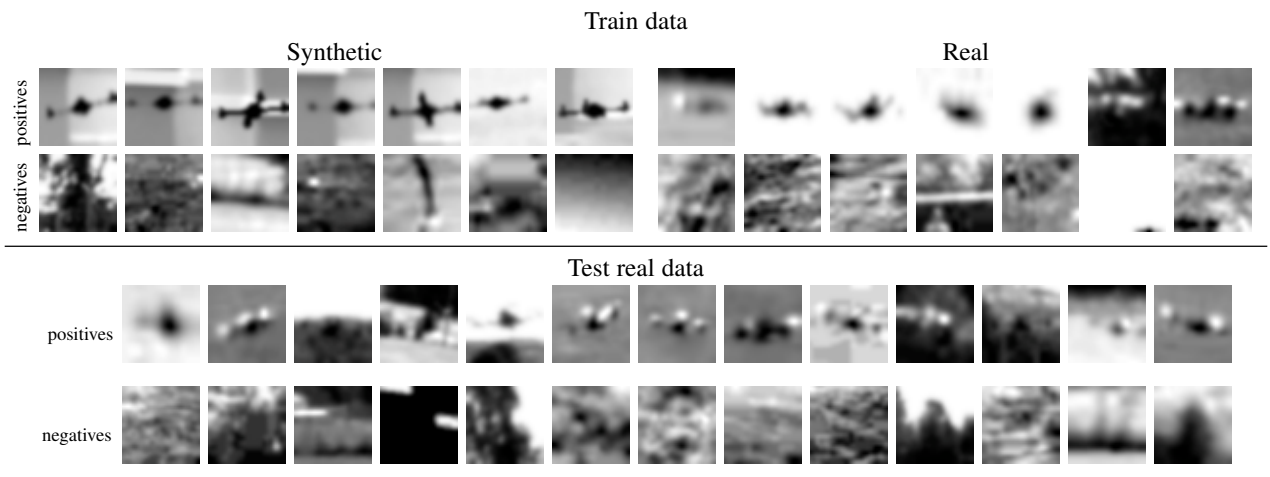 Train data
Synthetic
Real
positives
negatives
Test real data
positives
negatives